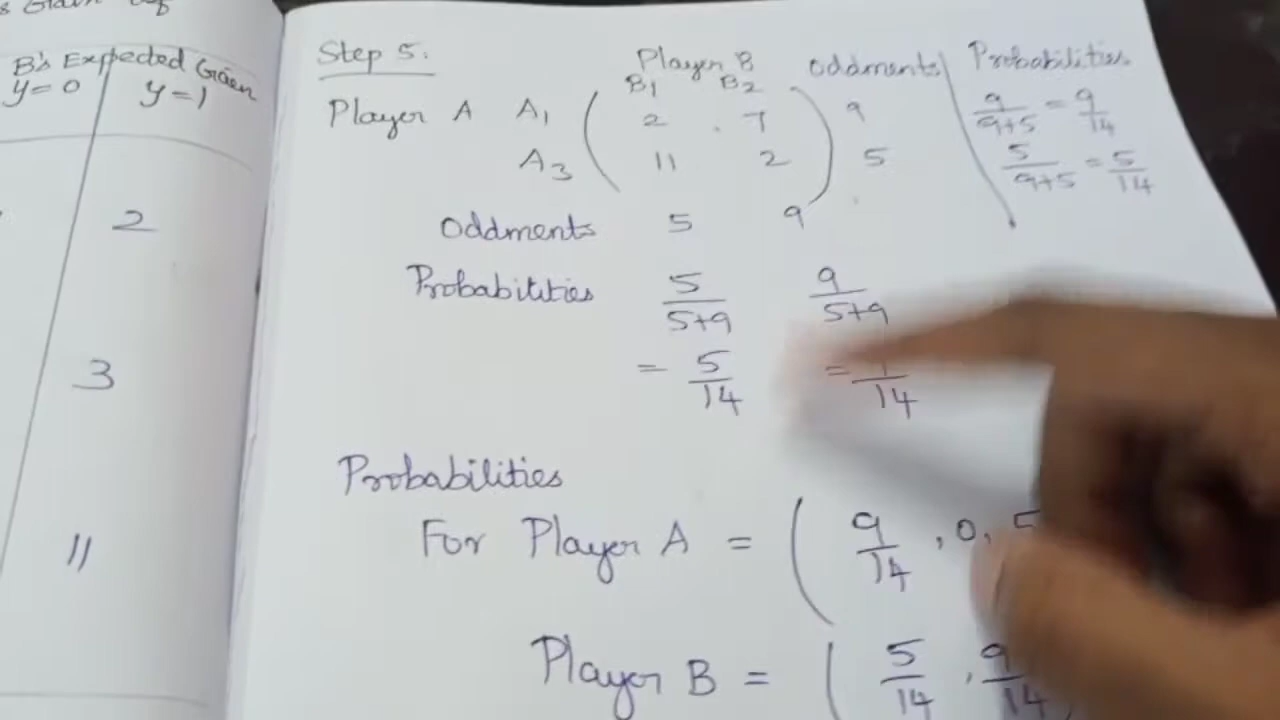 B's Expected Gain
y=0 y=1
2
3
11
Step 5:
Player B
B1 B2 Oddments Probabilities
Player A A1 2 7 9 9/9+5 = 9/14
A3 11 2 5 5/9+5 = 5/14
Oddments 5 9
Probabilities 5/5+9 9/5+9
= 5/14 = /14
Probabilities
For Player A = ( 9/14 , 0,
Player B = ( 5/14 , 9/14